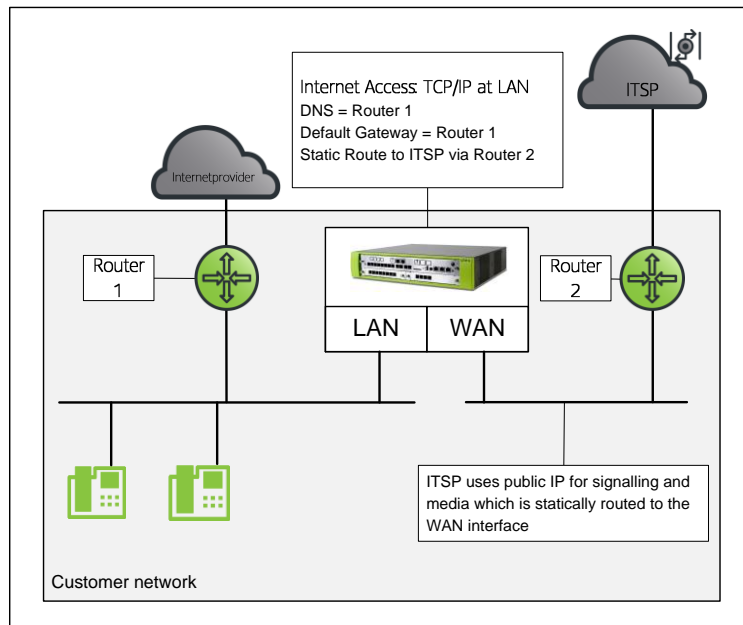 ITSP
Internet Access: TCP/IP at LAN
DNS = Router 1
Default Gateway = Router 1
Static Route to ITSP via Router 2
Internetprovider
Router
1
Router
2
LAN
WAN
ITSP uses public IP for signalling and
media which is statically routed to the
WAN interface
Customer network